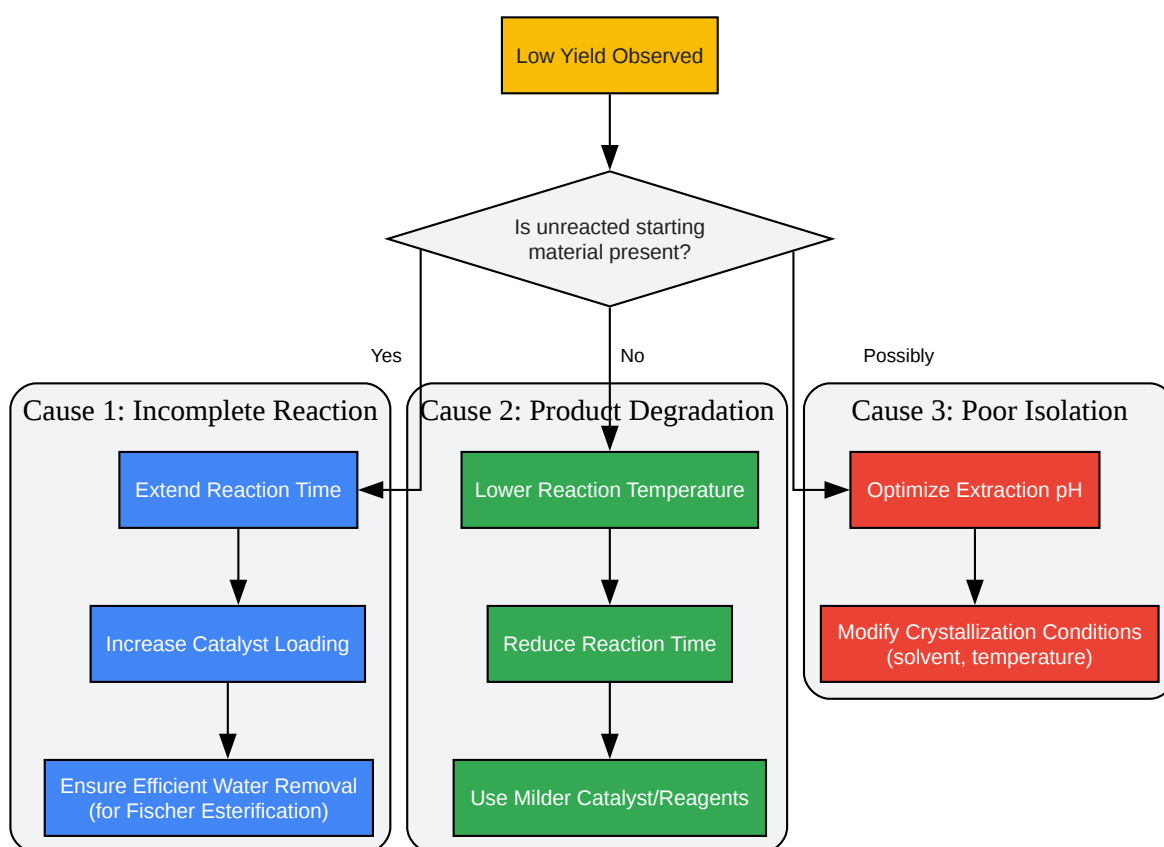 Low Yield Observed
Is unreacted starting
material present?
Yes
No
Possibly
Cause 1: Incomplete Reaction
Cause 2: Product Degradation
Cause 3: Poor Isolation
Extend Reaction Time
Lower Reaction Temperature
Optimize Extraction pH
Increase Catalyst Loading
Reduce Reaction Time
Modify Crystallization Conditions
(solvent, temperature)
Ensure Efficient Water Removal
(for Fischer Esterification)
Use Milder Catalyst/Reagents